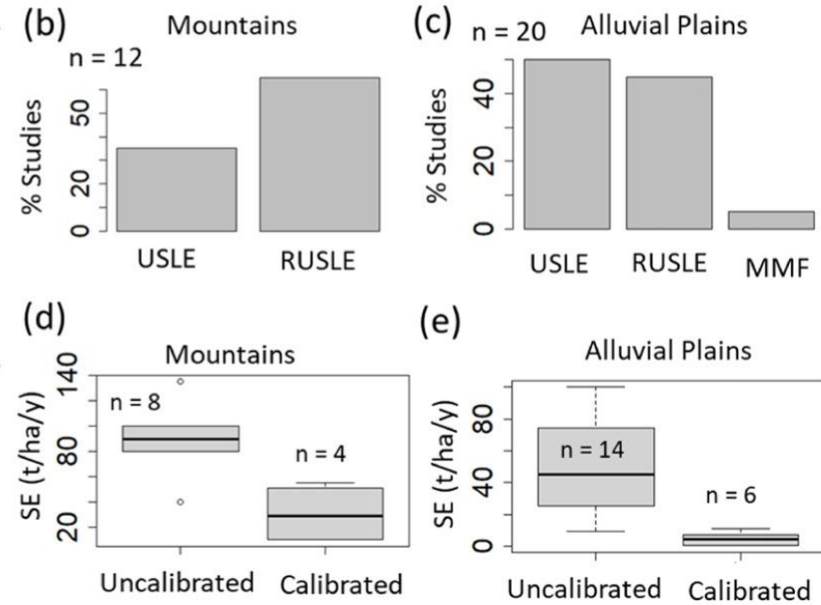 (b)
Mountains
n = 12
% Studies
50
20
0
USLE
RUSLE
(c)
n = 20
Alluvial Plains
% Studies
40
20
0
USLE
RUSLE
MMF
(d)
Mountains
SE (t/ha/y)
140
80
20
n = 8
n = 4
Uncalibrated
Calibrated
(e)
Alluvial Plains
SE (t/ha/y)
80
40
0
n = 14
n = 6
Uncalibrated
Calibrated